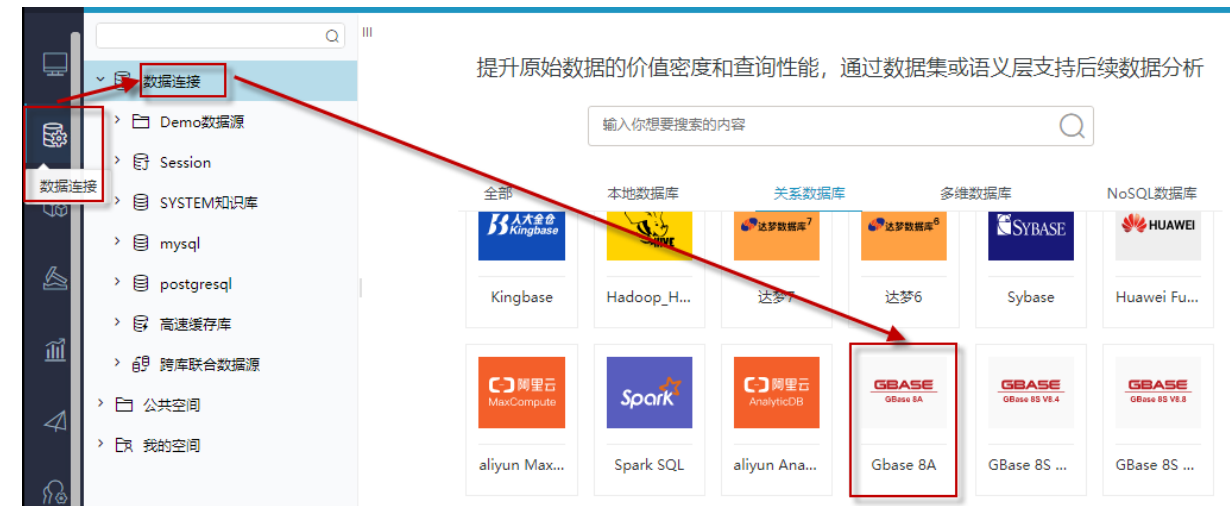 数据连接
数据连接
Demo数据源
Session
SYSTEM知识库
mysql
postgresql
高速缓存库
跨库联合数据源
公共空间
我的空间
提升原始数据的价值密度和查询性能，通过数据集或语义层支持后续数据分析
输入你想要搜索的内容
全部 本地数据库 关系数据库 多维数据库 NoSQL数据库
人大金仓
Kingbase
HIVE
达梦数据库7
达梦数据库6
SYBASE
HUAWEI
Kingbase Hadoop_H... 达梦7 达梦6 Sybase Huawei Fu...
阿里云
MaxCompute
Spark
阿里云
AnalyticDB
GBASE
GBase 8A
GBASE
GBase 8S V8.4
GBASE
GBase 8S V8.8
aliyun Max... Spark SQL aliyun Ana... Gbase 8A GBase 8S ... GBase 8S ...